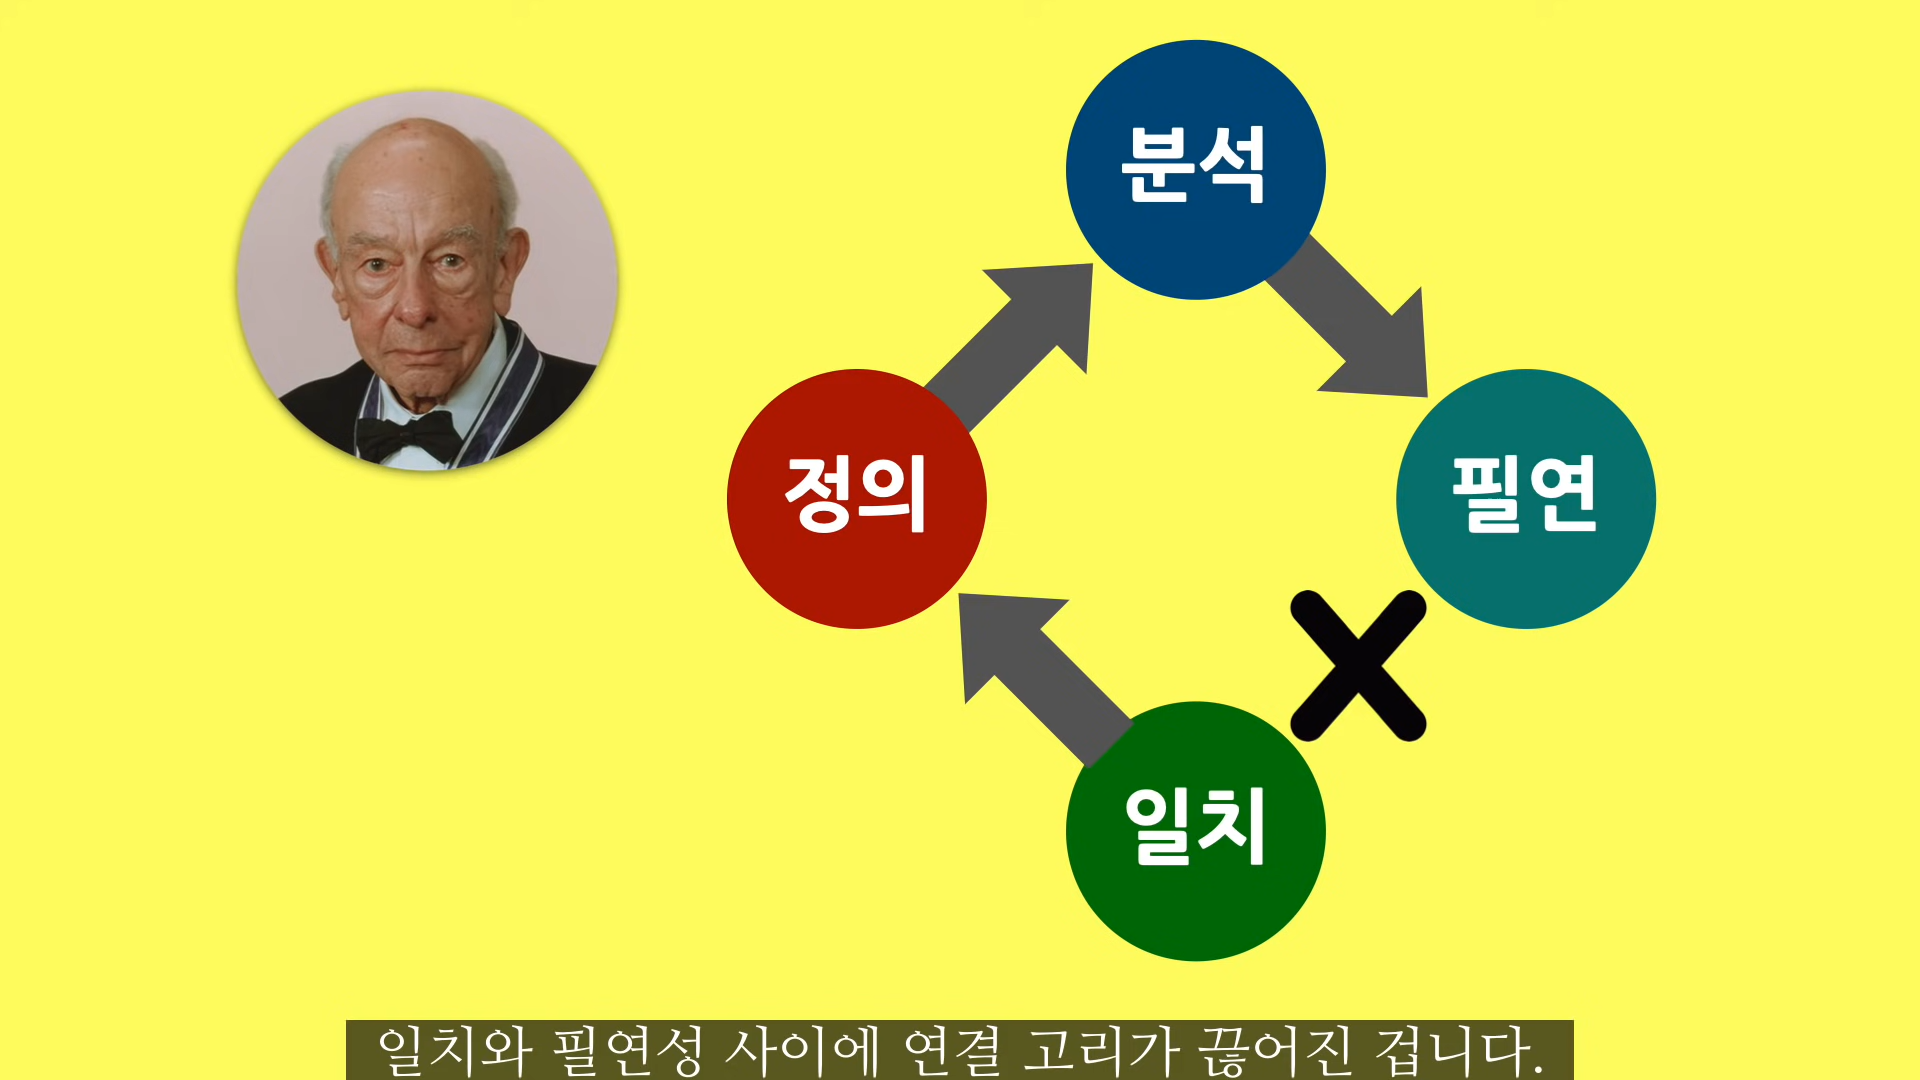 분석
정의
필연
일치
일치와 필연성 사이에 연결 고리가 끊어진 겁니다.